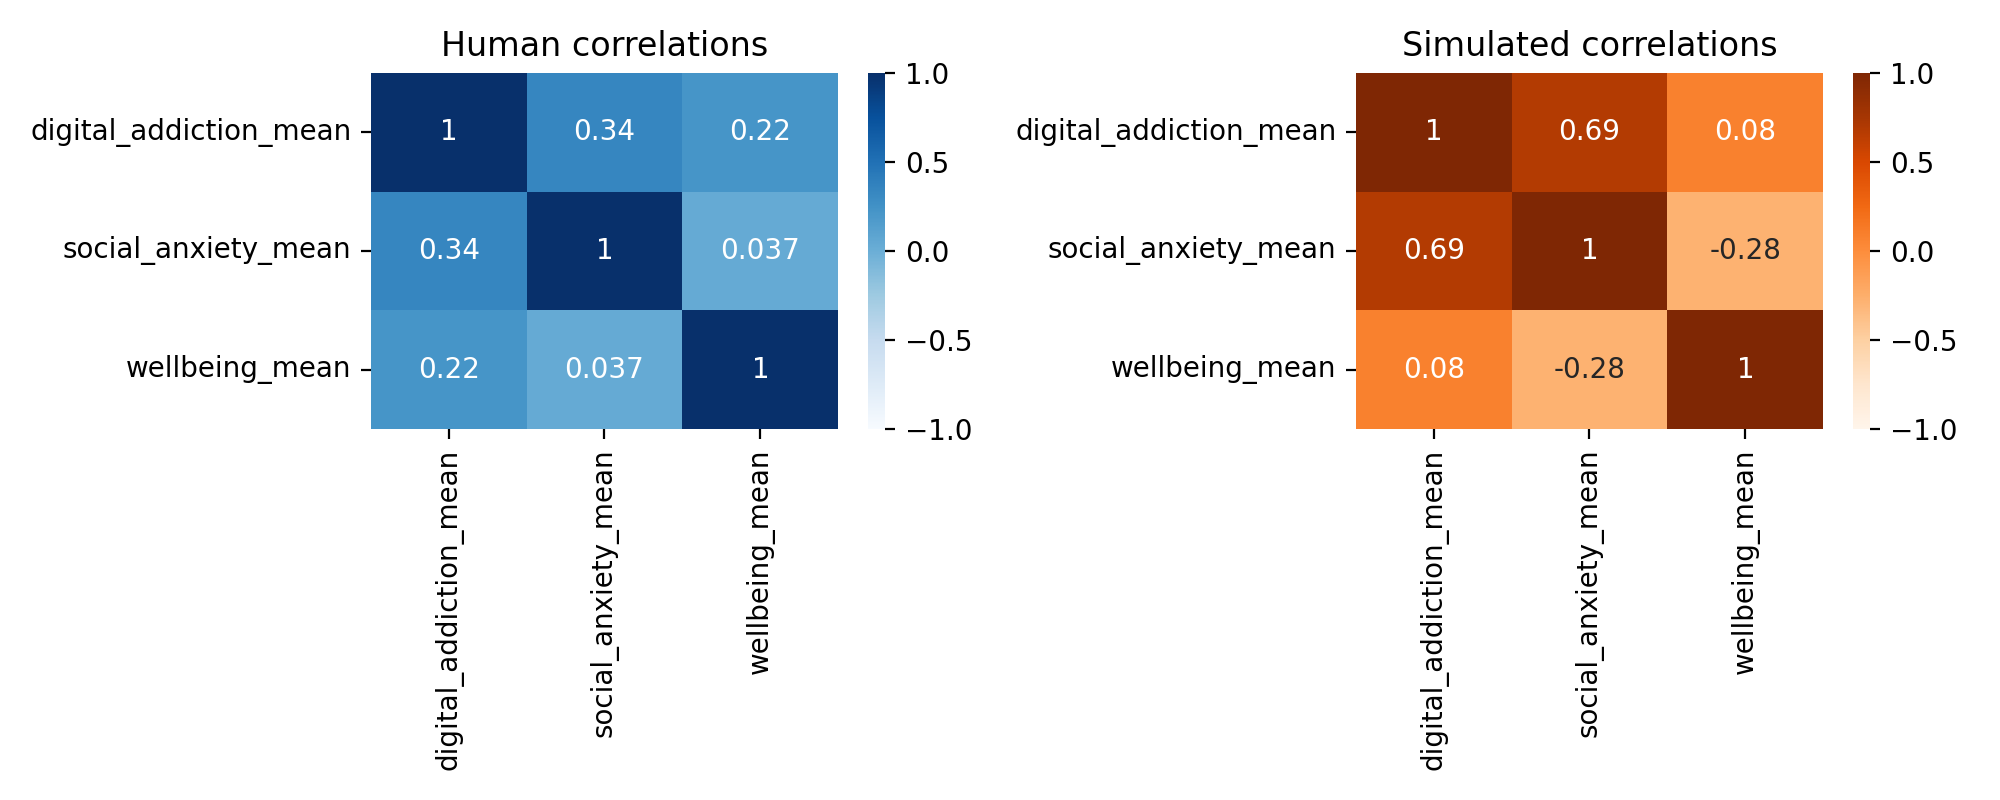 Human correlations
digital_addiction_mean 1 0.34 0.22
social_anxiety_mean 0.34 1 0.037
wellbeing_mean 0.22 0.037 1
digital_addiction_mean social_anxiety_mean wellbeing_mean
1.0
0.5
0.0
−0.5
−1.0
Simulated correlations
digital_addiction_mean 1 0.69 0.08
social_anxiety_mean 0.69 1 -0.28
wellbeing_mean 0.08 -0.28 1
digital_addiction_mean social_anxiety_mean wellbeing_mean
1.0
0.5
0.0
−0.5
−1.0